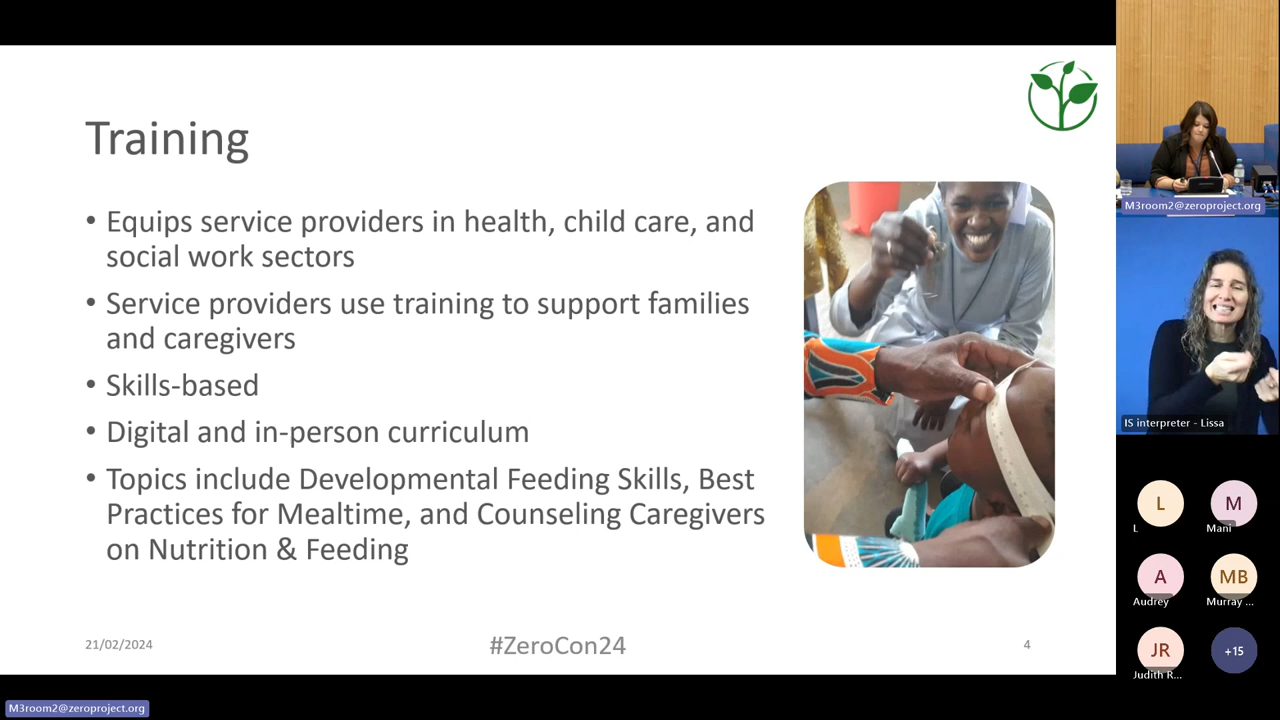 Training
• Equips service providers in health, child care, and
social work sectors
• Service providers use training to support families
and caregivers
• Skills-based
• Digital and in-person curriculum
• Topics include Developmental Feeding Skills, Best
Practices for Mealtime, and Counseling Caregivers
on Nutrition & Feeding
21/02/2024
#ZeroCon24
4
M3room2@zeroproject.org
IS interpreter - Lissa
L
M
L
Mani
A
MB
Audrey
Murray ...
JR
+15
Judith R...
M3room2@zeroproject.org